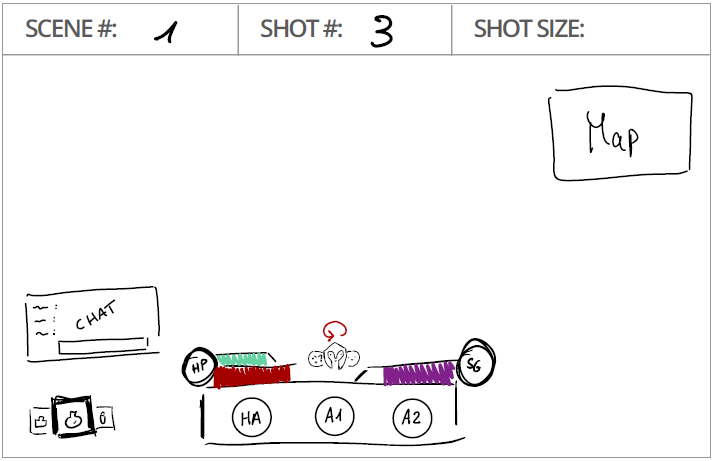 SCENE #: 1
SHOT #: 3
SHOT SIZE:
Map
CHAT
HP
SG
HA
A1
A2